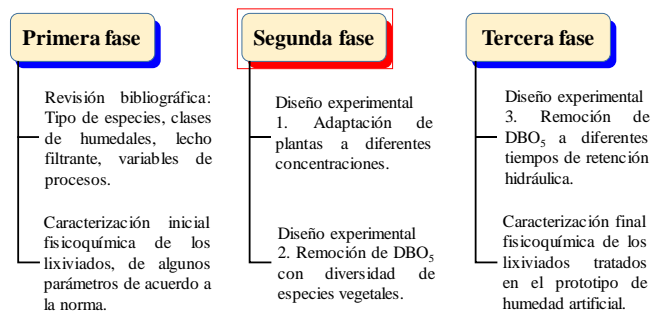 Primera fase
Revisión bibliográfica:
Tipo de especies, clases
de humedales, lecho
filtrante, variables de
procesos.
Caracterización inicial
fisicoquímica de los
lixiviados, de algunos
parámetros de acuerdo a
la norma.
Segunda fase
Diseño experimental
1. Adaptación de
plantas a diferentes
concentraciones.
Diseño experimental
2. Remoción de DBO₅
con diversidad de
especies vegetales.
Tercera fase
Diseño experimental
3. Remoción de
DBO₅ a diferentes
tiempos de retención
hidráulica.
Caracterización final
fisicoquímica de los
lixiviados tratados
en el prototipo de
humedad artificial.